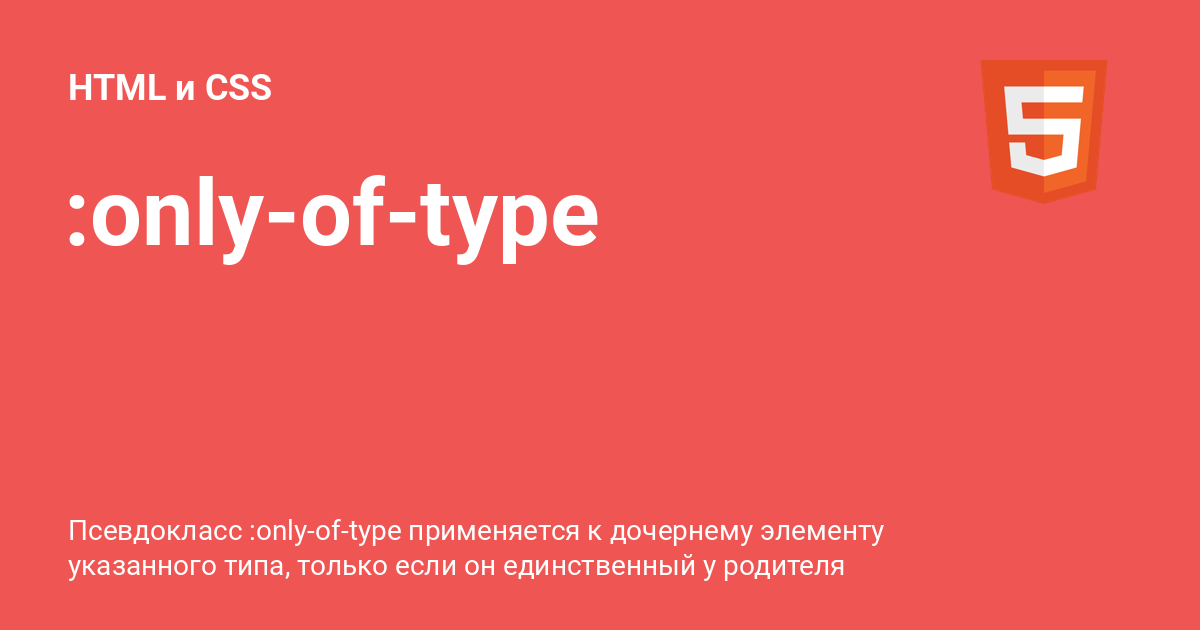 HTML и CSS
:only-of-type
Псевдокласс :only-of-type применяется к дочернему элементу
указанного типа, только если он единственный у родителя